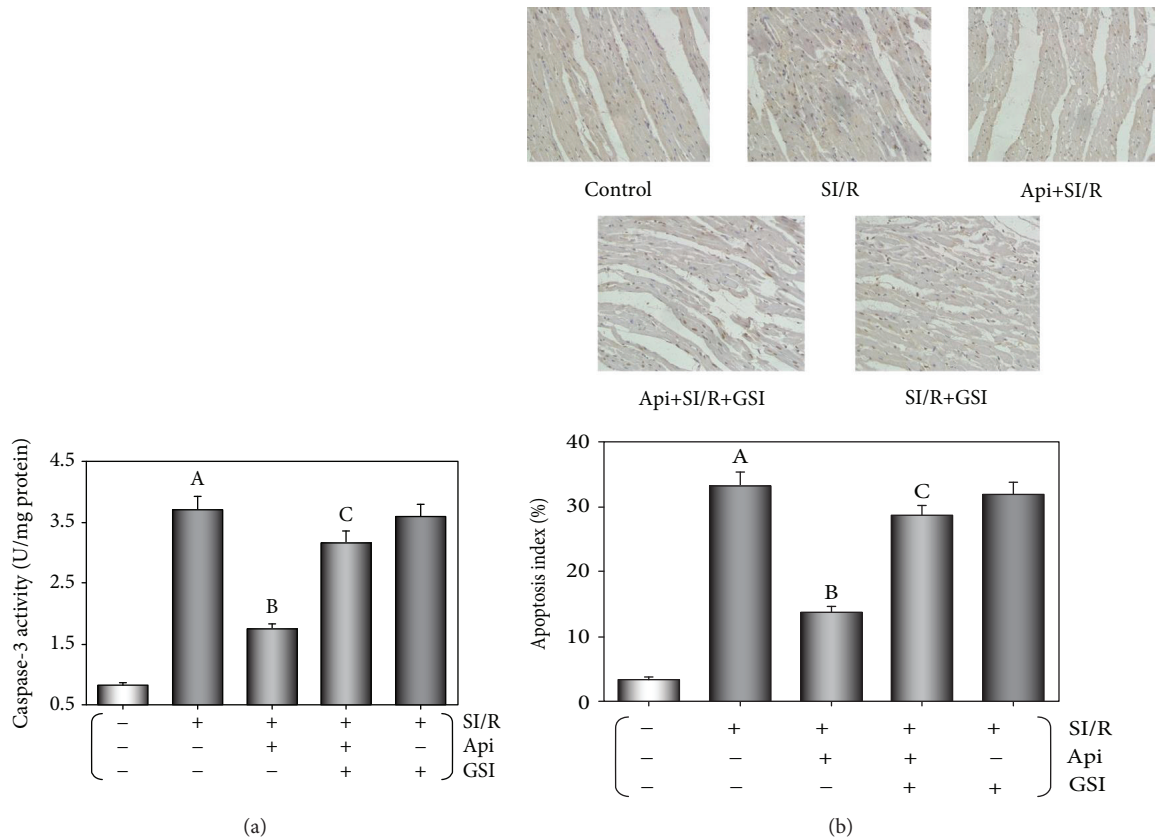 Control SI/R Api+SI/R
Api+SI/R+GSI SI/R+GSI
Caspase-3 activity (U/mg protein)
4.5
3.5
2.5
1.5
0.5
A
B
C
− + + + + SI/R
− − + + − Api
− − − + + GSI
(a)
Apoptosis index (%)
40
30
20
10
0
A
B
C
− + + + + SI/R
− − + + − Api
− − − + + GSI
(b)